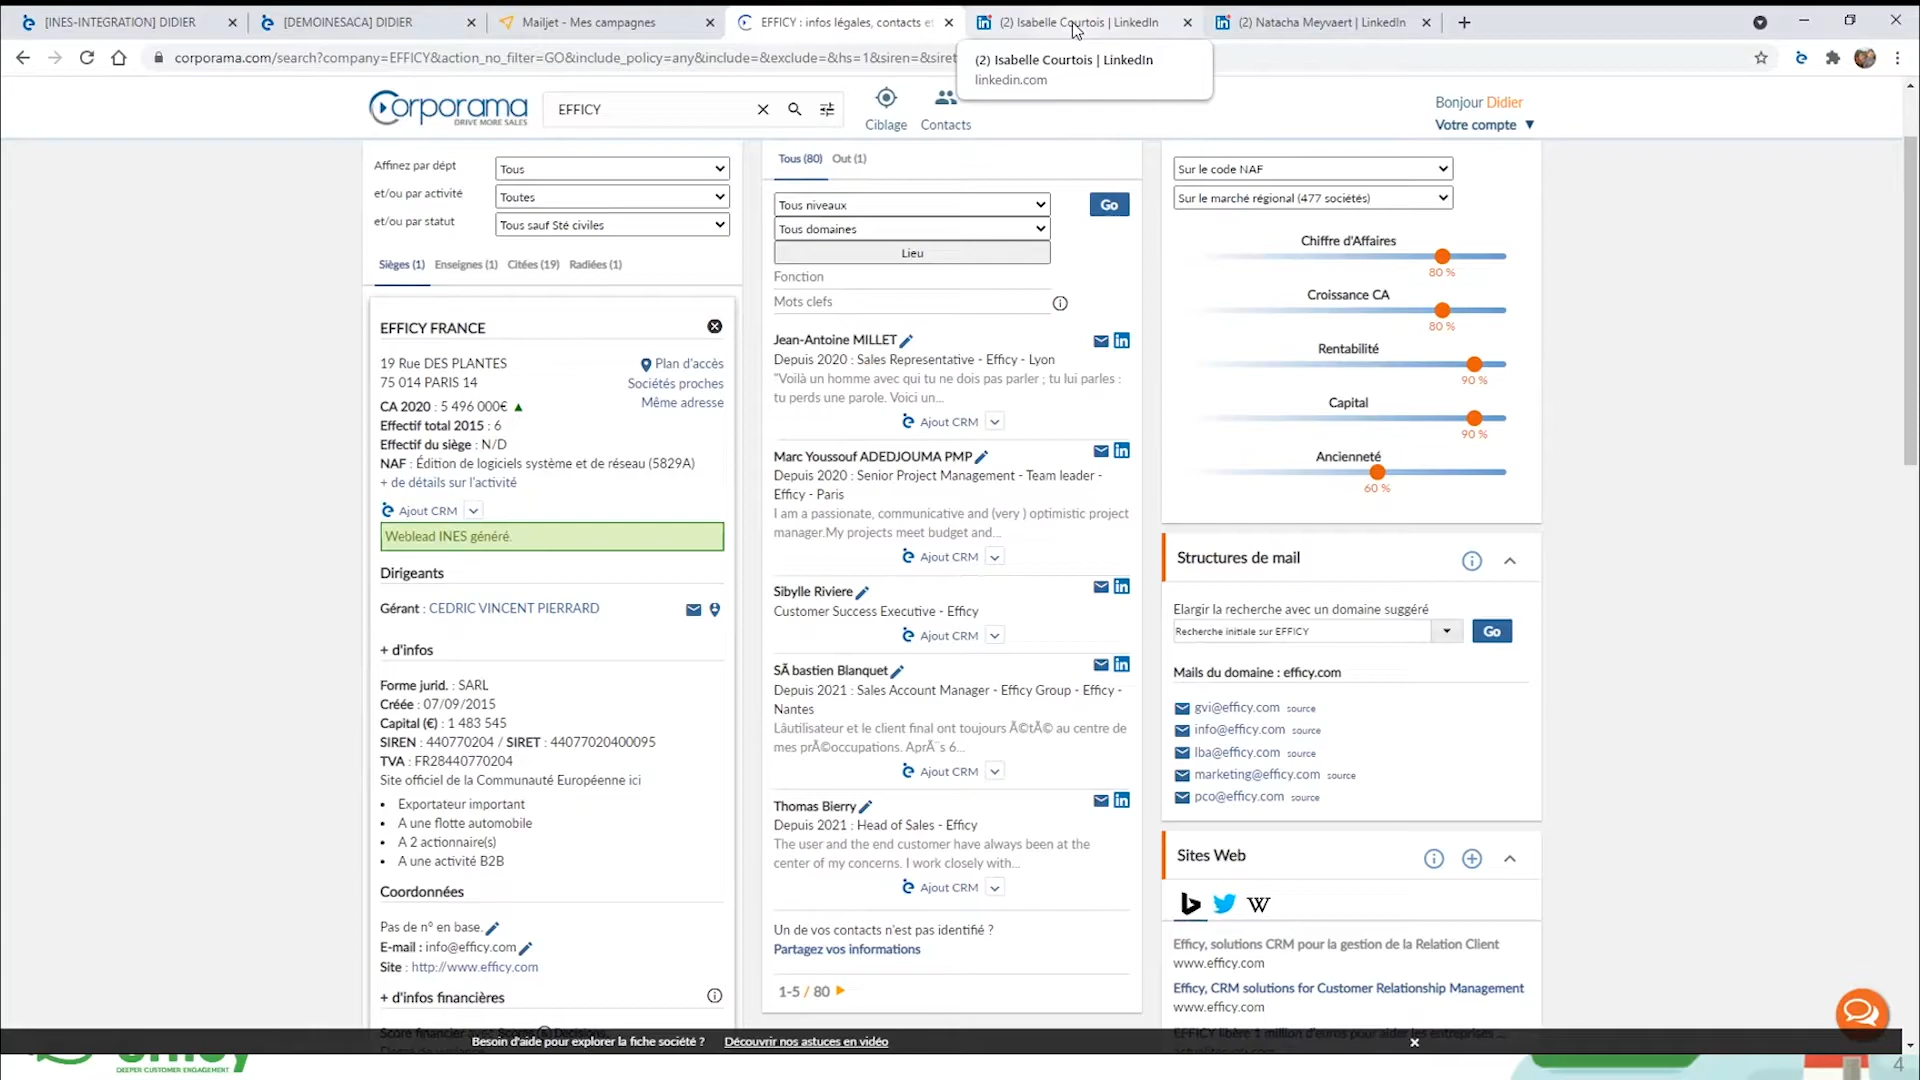 [INES-INTEGRATION] DIDIER
[DEMOINESACA] DIDIER
Mailjet - Mes campagnes
EFFICY : infos légales, contacts et
(2) Isabelle Courtois | LinkedIn
(2) Natacha Meyvaert | LinkedIn
corporama.com/search?company=EFFICY&action_no_filter=GO&include_policy=any&include=&exclude=&hs=1&siren=&siret
(2) Isabelle Courtois | LinkedIn
linkedin.com
Corporama
DRIVE MORE SALES
EFFICY
Ciblage
Contacts
Bonjour Didier
Votre compte ▼
Affinez par dépt
Tous
et/ou par activité
Toutes
et/ou par statut
Tous sauf Sté civiles
Sièges (1) Enseignes (1) Citées (19) Radiées (1)
EFFICY FRANCE
19 Rue DES PLANTES
75 014 PARIS 14
Plan d'accès
Sociétés proches
Même adresse
CA 2020 : 5 496 000€ ▲
Effectif total 2015 : 6
Effectif du siège : N/D
NAF : Édition de logiciels système et de réseau (5829A)
+ de détails sur l'activité
Ajout CRM
Weblead INES généré.
Dirigeants
Gérant : CEDRIC VINCENT PIERRARD
+ d'infos
Forme jurid. : SARL
Créée : 07/09/2015
Capital (€) : 1 483 545
SIREN : 440770204 / SIRET : 44077020400095
TVA : FR28440770204
Site officiel de la Communauté Européenne ici
• Exportateur important
• A une flotte automobile
• A 2 actionnaire(s)
• A une activité B2B
Coordonnées
Pas de n° en base.
E-mail : info@efficy.com
Site : http://www.efficy.com
+ d'infos financières
Tous (80) Out (1)
Tous niveaux
Go
Tous domaines
Lieu
Fonction
Mots clefs
Jean-Antoine MILLET
Depuis 2020 : Sales Representative - Efficy - Lyon
"Voilà un homme avec qui tu ne dois pas parler ; tu lui parles :
tu perds une parole. Voici un...
Ajout CRM
Marc Youssouf ADEDJOUMA PMP
Depuis 2020 : Senior Project Management - Team leader -
Efficy - Paris
I am a passionate, communicative and (very ) optimistic project
manager.My projects meet budget and...
Ajout CRM
Sibylle Riviere
Customer Success Executive - Efficy
Ajout CRM
SÃ bastien Blanquet
Depuis 2021 : Sales Account Manager - Efficy Group - Efficy -
Nantes
Lâutilisateur et le client final ont toujours Ã©tÃ© au centre de
mes prÃ©occupations. AprÃ¨s 6...
Ajout CRM
Thomas Bierry
Depuis 2021 : Head of Sales - Efficy
The user and the end customer have always been at the
center of my concerns. I work closely with...
Ajout CRM
Un de vos contacts n'est pas identifié ?
Partagez vos informations
1-5 / 80
Sur le code NAF
Sur le marché régional (477 sociétés)
Chiffre d'Affaires
80 %
Croissance CA
80 %
Rentabilité
90 %
Capital
90 %
Ancienneté
60 %
Structures de mail
Elargir la recherche avec un domaine suggéré
Recherche initiale sur EFFICY
Go
Mails du domaine : efficy.com
gvi@efficy.com source
info@efficy.com source
lba@efficy.com source
marketing@efficy.com source
pco@efficy.com source
Sites Web
Efficy, solutions CRM pour la gestion de la Relation Client
www.efficy.com
Efficy, CRM solutions for Customer Relationship Management
www.efficy.com
EFFICY libère 1 million d'euros pour aider les entreprises ...
Besoin d'aide pour explorer la fiche société ? Découvrir nos astuces en vidéo
DEEPER CUSTOMER ENGAGEMENT
4